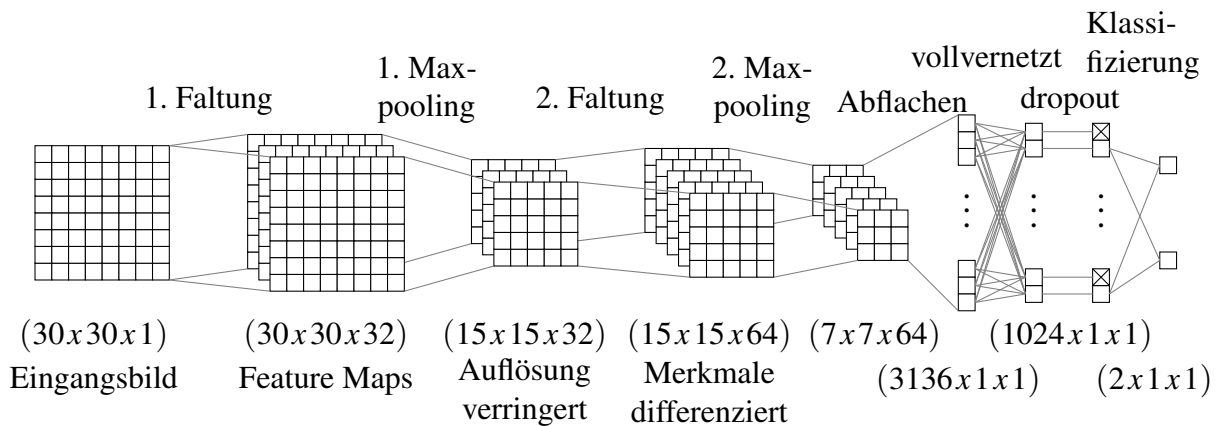 Klassi-
fizierung
vollvernetzt
1. Max-
pooling
2. Max-
pooling
1. Faltung
2. Faltung
Abflachen
dropout
(30x30x1)
(30x30x32)
(15x15x32)
(15x15x64)
(7x7x64)
(1024x1x1)
Eingangsbild
Feature Maps
Auflösung
verringert
Merkmale
differenziert
(3136x1x1)
(2x1x1)